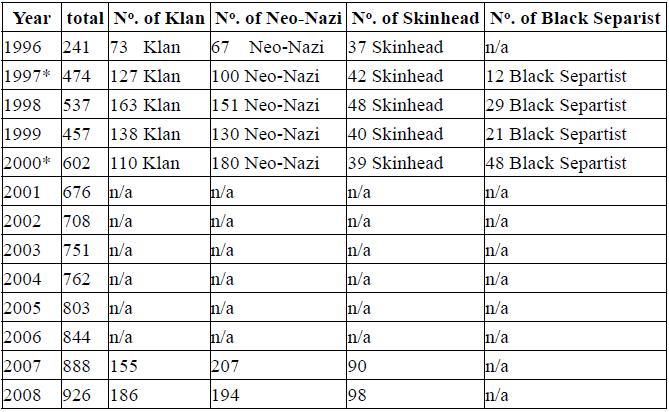 Year total Nº. of Klan Nº. of Neo-Nazi Nº. of Skinhead Nº. of Black Separist
1996 241 73 Klan 67 Neo-Nazi 37 Skinhead n/a
1997* 474 127 Klan 100 Neo-Nazi 42 Skinhead 12 Black Septartist
1998 537 163 Klan 151 Neo-Nazi 48 Skinhead 29 Black Septartist
1999 457 138 Klan 130 Neo-Nazi 40 Skinhead 21 Black Septartist
2000* 602 110 Klan 180 Neo-Nazi 39 Skinhead 48 Black Septartist
2001 676 n/a n/a n/a n/a
2002 708 n/a n/a n/a n/a
2003 751 n/a n/a n/a n/a
2004 762 n/a n/a n/a n/a
2005 803 n/a n/a n/a n/a
2006 844 n/a n/a n/a n/a
2007 888 155 207 90 n/a
2008 926 186 194 98 n/a